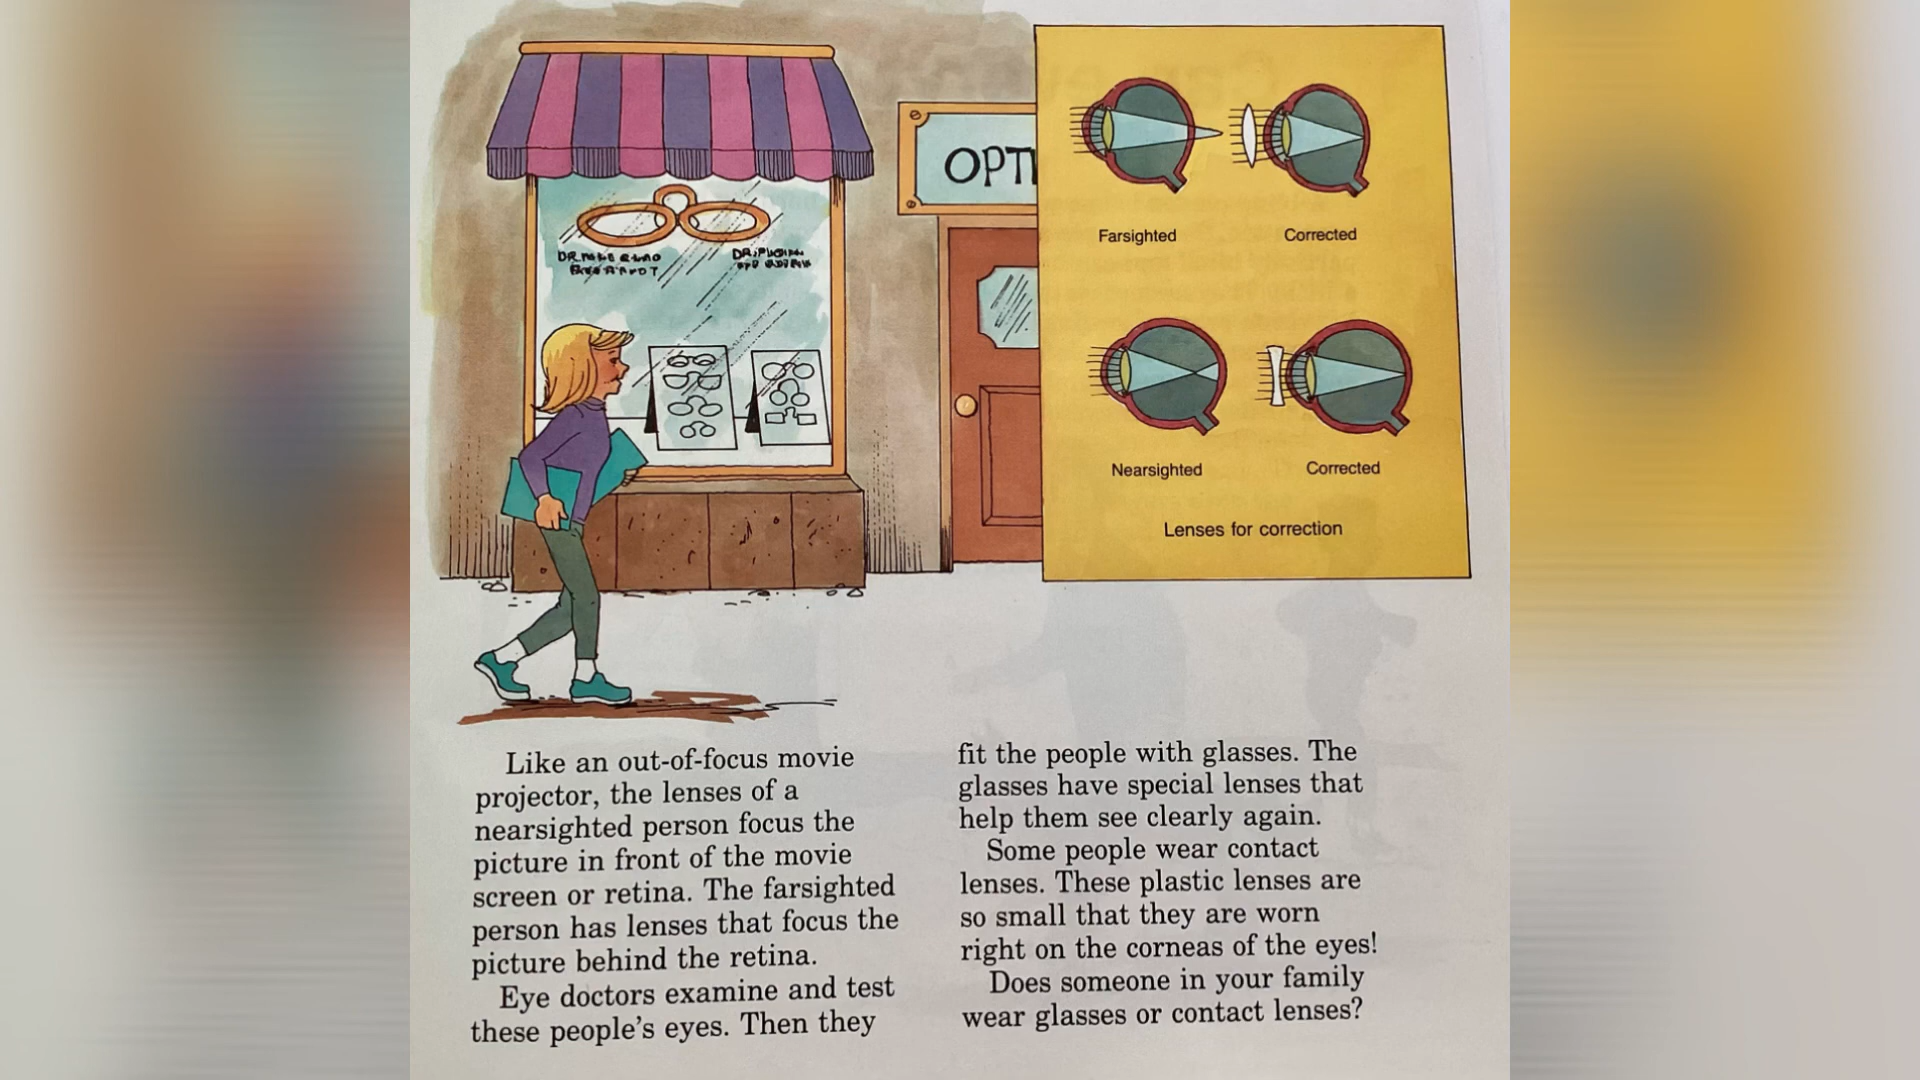 OPTI
Farsighted
Corrected
Nearsighted
Corrected
Lenses for correction
Like an out-of-focus movie
projector, the lenses of a
nearsighted person focus the
picture in front of the movie
screen or retina. The farsighted
person has lenses that focus the
picture behind the retina.
Eye doctors examine and test
these people's eyes. Then they
fit the people with glasses. The
glasses have special lenses that
help them see clearly again.
Some people wear contact
lenses. These plastic lenses are
so small that they are worn
right on the corneas of the eyes!
Does someone in your family
wear glasses or contact lenses?